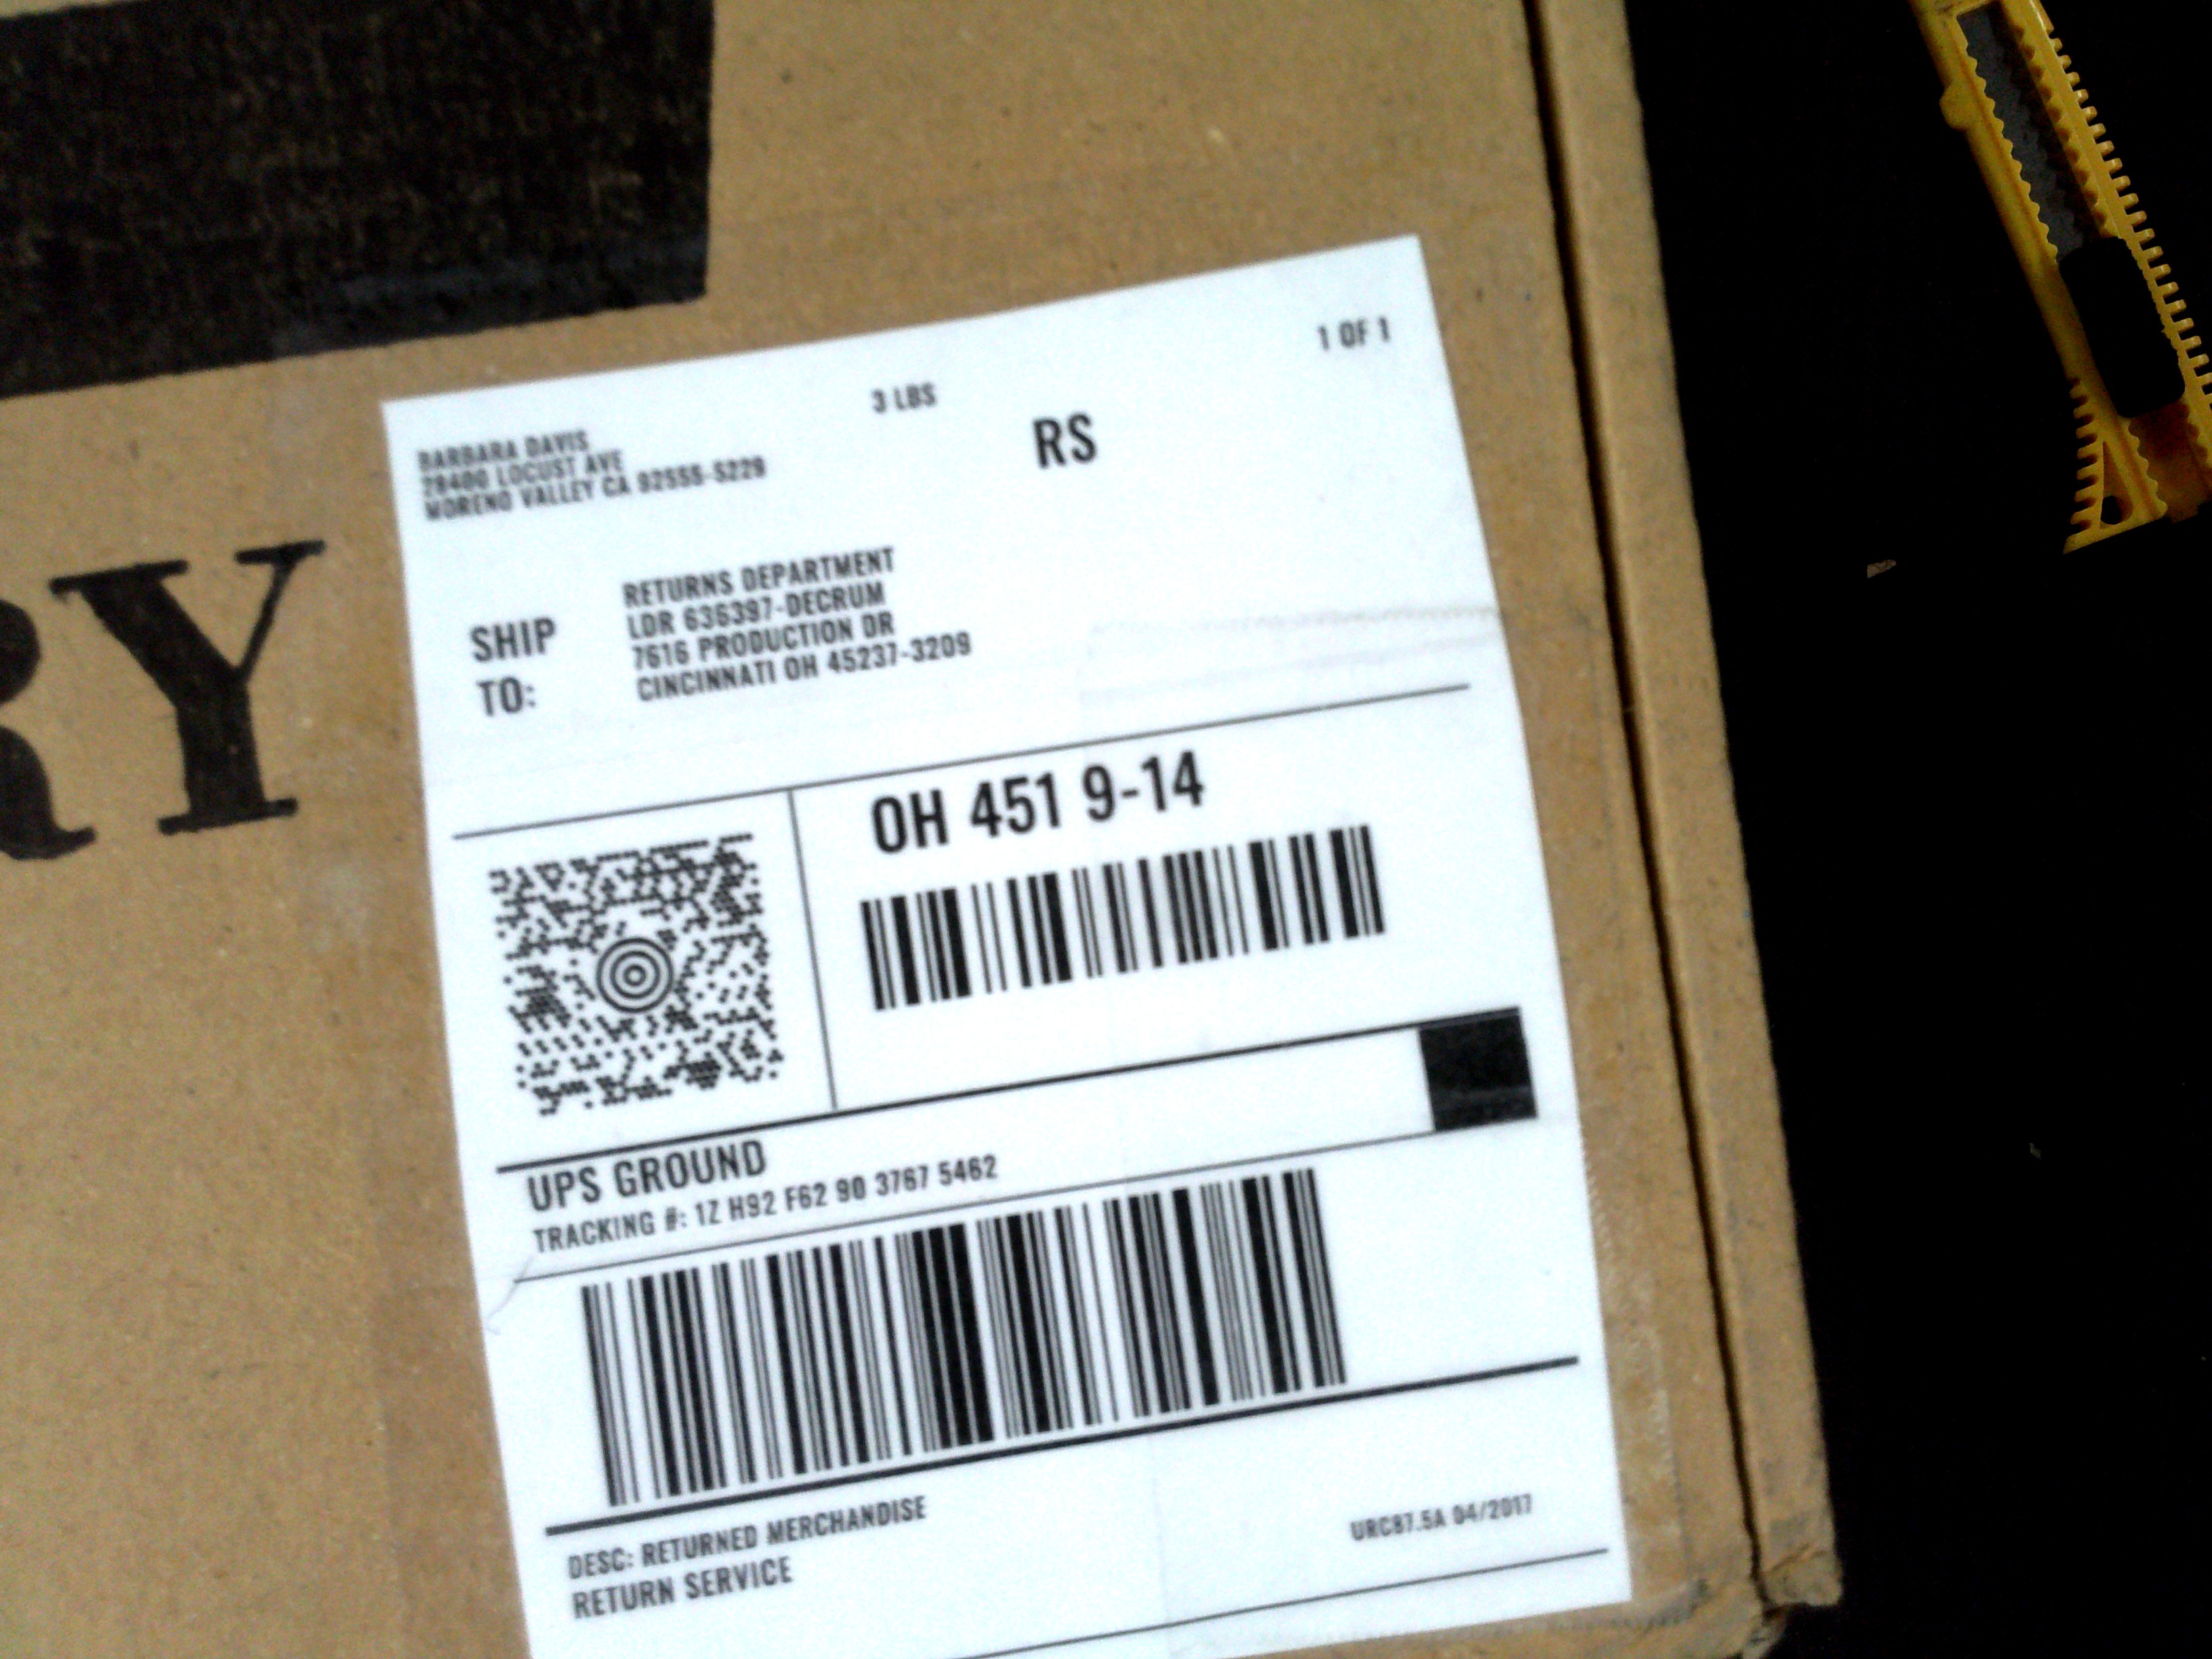 RY
1 OF 1
3 LBS
RS
BARBARA DAVIS
28400 LOCUST AVE
MORENO VALLEY CA 92555-5229
SHIP
TO:
RETURNS DEPARTMENT
LDR 636397-DECRUM
7616 PRODUCTION DR
CINCINNATI OH 45237-3209
OH 451 9-14
UPS GROUND
TRACKING #: 1Z H92 F62 90 3767 5462
DESC: RETURNED MERCHANDISE
RETURN SERVICE
URC87.5A 04/2017